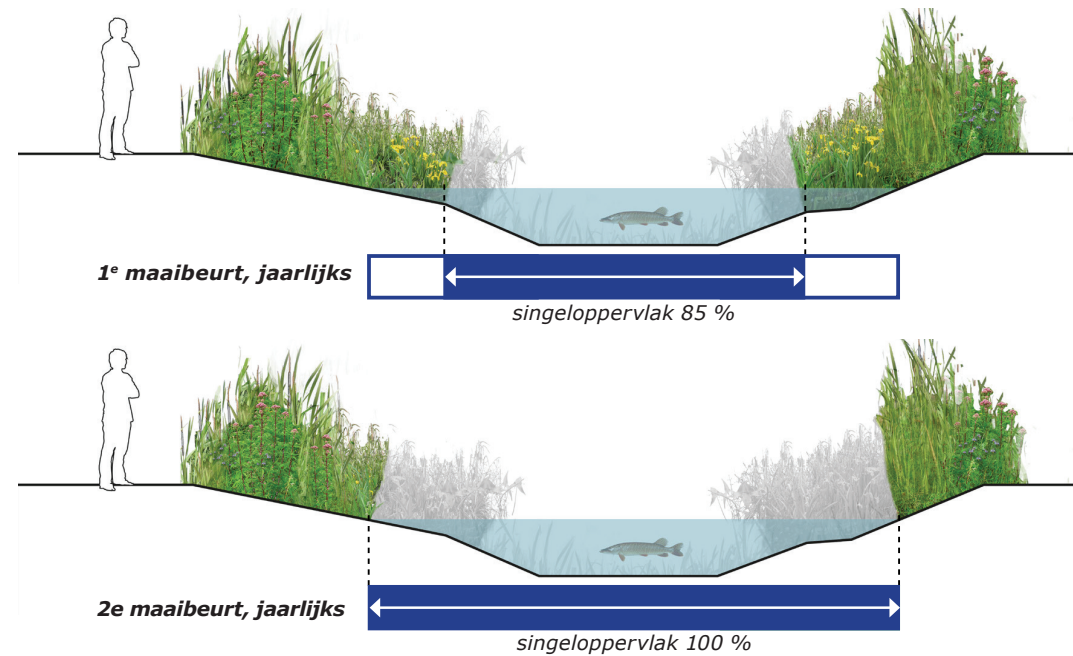 1e maaibeurt, jaarlijks
singeloppervlak 85 %
2e maaibeurt, jaarlijks
singeloppervlak 100 %